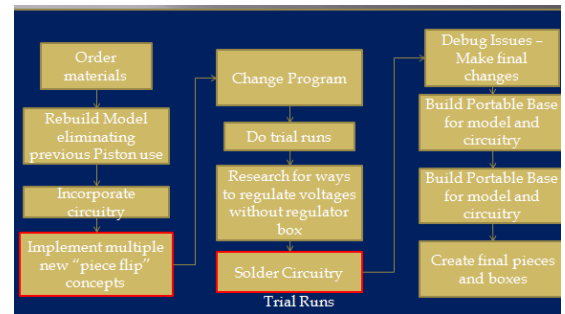 Order
materials
Rebuild Model
eliminating
previous Piston use
Incorporate
circuitry
Implement multiple
new “piece flip”
concepts
Change Program
Do trial runs
Research for ways
to regulate voltages
without regulator
box
Solder Circuitry
Trial Runs
Debug Issues –
Make final
changes
Build Portable Base
for model and
circuitry
Build Portable Base
for model and
circuitry
Create final pieces
and boxes